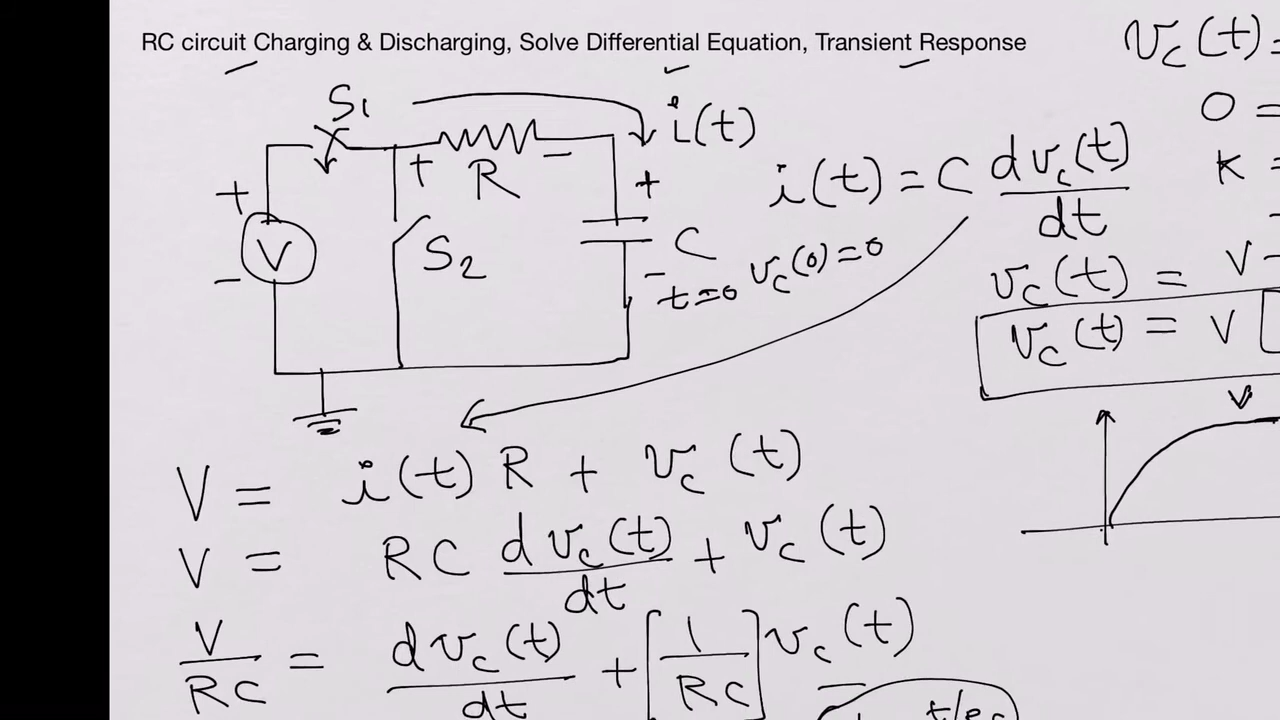 RC circuit Charging & Discharging, Solve Differential Equation, Transient Response
S1
i(t)
+ R −
+
V
−
S2
+
C
−
t=0 vc(0)=0
i(t) = C dvc(t)/dt
V = i(t) R + vc(t)
V = RC dvc(t)/dt + vc(t)
V/RC = dvc(t)/dt + [1/RC] vc(t)
vc(t)=
0 =
K =
vc(t) = V −
vc(t) = V [
V